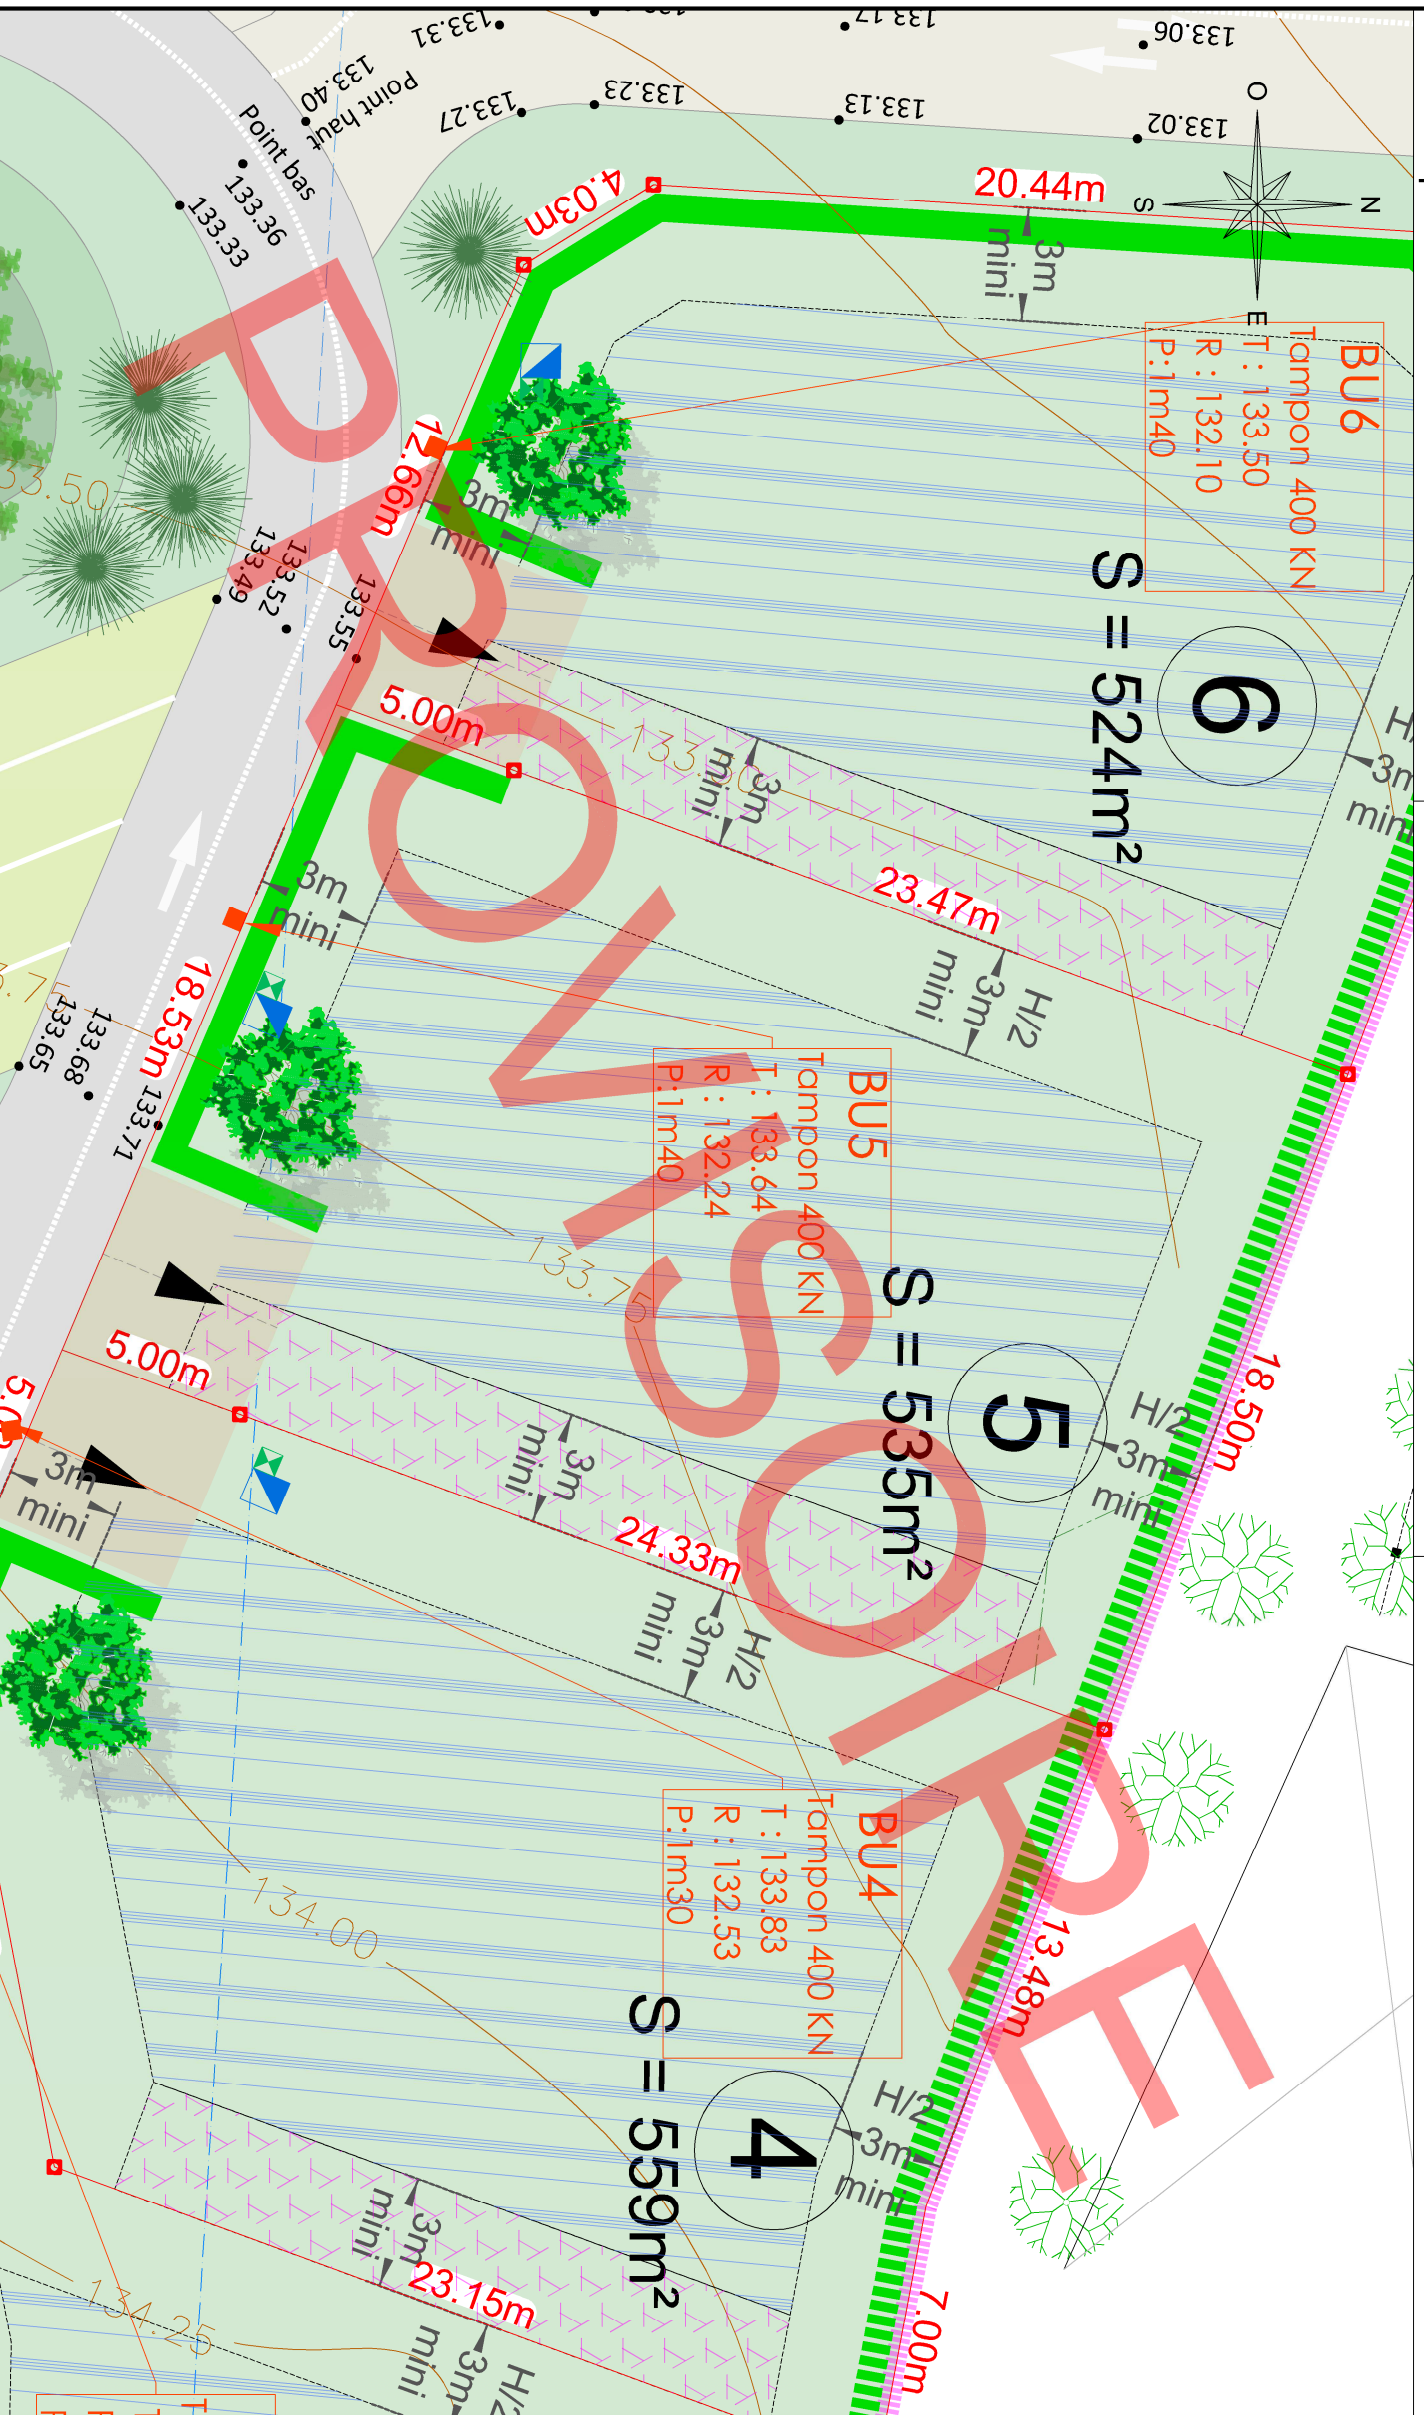 133.31
133.17
133.06
133.40
Point haut
133.27
133.23
133.13
133.02
Point bas
133.36
133.33
O
S
N
E
4.03m
20.44m
3m
mini
BU6
Tampon 400 KN
T: 133.50
R :132.10
P:1m40
12.66m
3m
mini
133.49
133.52
133.55
6
S = 524m²
5.00m
3m
mini
3m
mini
23.47m
H/2
3m
mini
3m
mini
18.53m
133.65
133.68
133.71
BU5
Tampon 400 KN
T: 133.64
R: 132.24
P:1m40
133.75
5
S = 535m²
H/2
3m
mini
18.50m
5.00m
3m
mini
3m
mini
24.33m
H/2
3m
mini
BU4
Tampon 400 KN
T: 133.83
R :132.53
P:1m30
134.00
4
S = 559m²
H/2
3m
mini
13.48m
3m
mini
23.15m
H/2
3m
mini
7.00m
134.25
PROVISOIRE